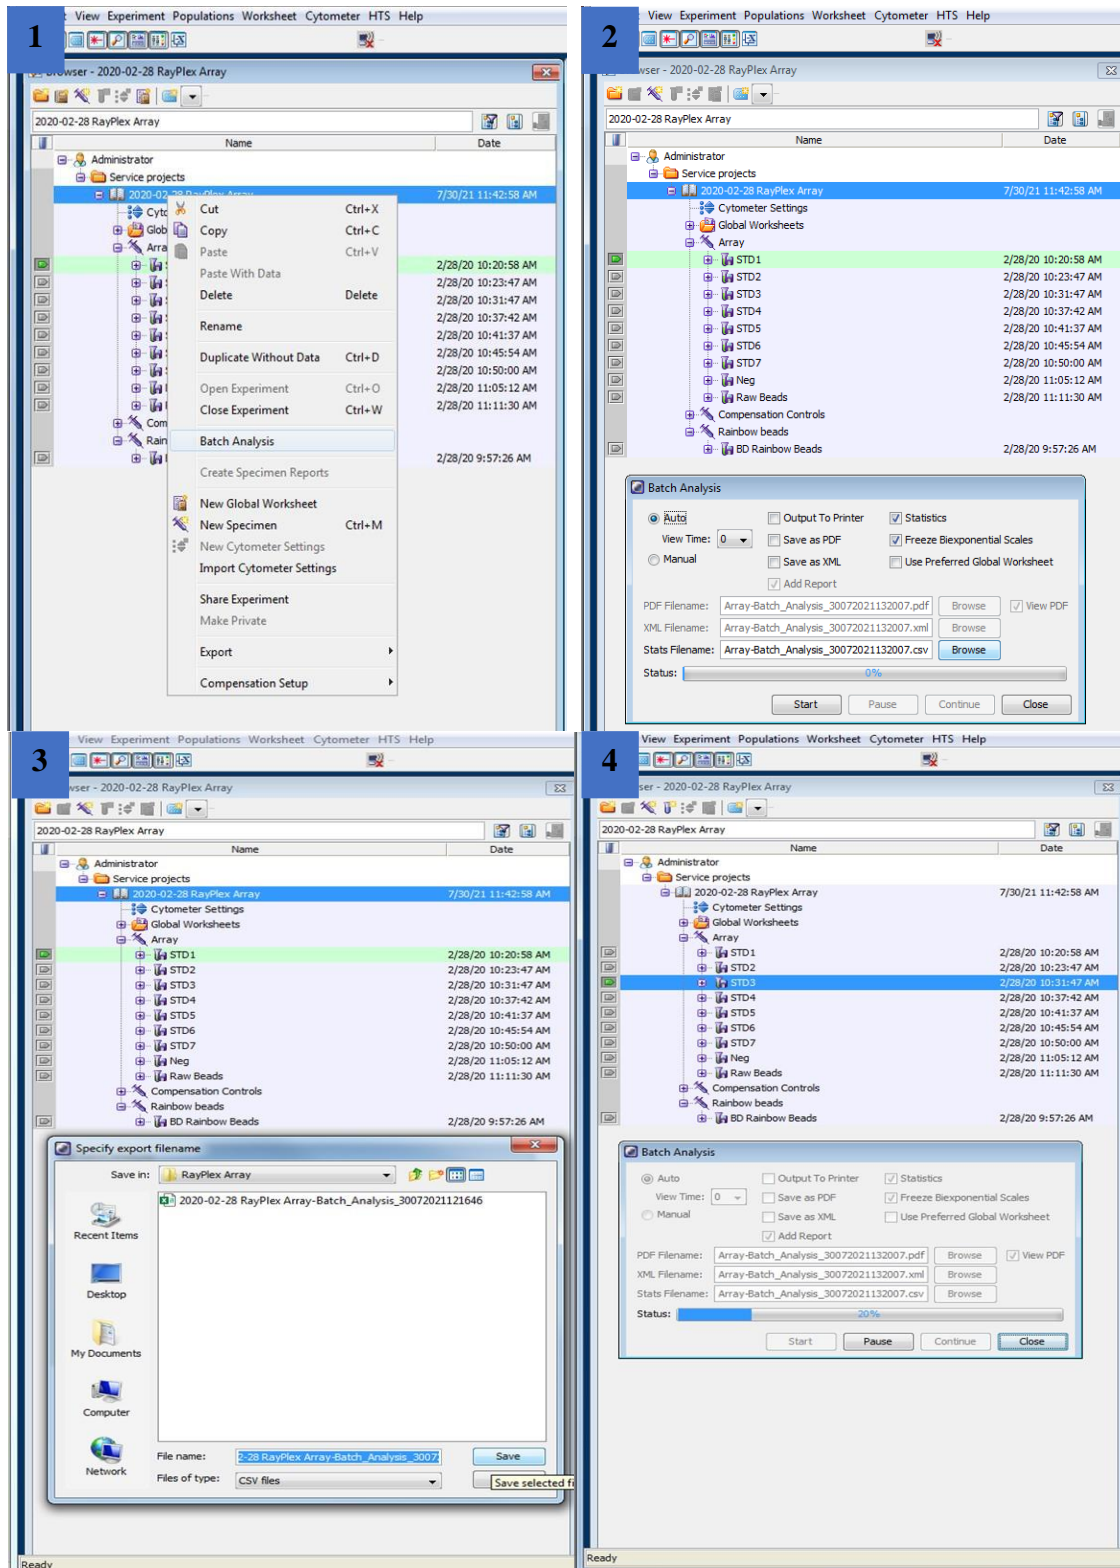 1
View Experiment Populations Worksheet Cytometer HTS Help
Browser - 2020-02-28 RayPlex Array
2020-02-28 RayPlex Array
Name Date
Administrator
Service projects
2020-02-28 RayPlex Array 7/30/21 11:42:58 AM
Cyto
Glob
Arra
2/28/20 10:20:58 AM
2/28/20 10:23:47 AM
2/28/20 10:31:47 AM
2/28/20 10:37:42 AM
2/28/20 10:41:37 AM
2/28/20 10:45:54 AM
2/28/20 10:50:00 AM
2/28/20 11:05:12 AM
2/28/20 11:11:30 AM
Com
Rain
2/28/20 9:57:26 AM
Cut Ctrl+X
Copy Ctrl+C
Paste Ctrl+V
Paste With Data
Delete Delete
Rename
Duplicate Without Data Ctrl+D
Open Experiment Ctrl+O
Close Experiment Ctrl+W
Batch Analysis
Create Specimen Reports
New Global Worksheet
New Specimen Ctrl+M
New Cytometer Settings
Import Cytometer Settings
Share Experiment
Make Private
Export
Compensation Setup
2
View Experiment Populations Worksheet Cytometer HTS Help
wser - 2020-02-28 RayPlex Array
2020-02-28 RayPlex Array
Name Date
Administrator
Service projects
2020-02-28 RayPlex Array 7/30/21 11:42:58 AM
Cytometer Settings
Global Worksheets
Array
STD1 2/28/20 10:20:58 AM
STD2 2/28/20 10:23:47 AM
STD3 2/28/20 10:31:47 AM
STD4 2/28/20 10:37:42 AM
STD5 2/28/20 10:41:37 AM
STD6 2/28/20 10:45:54 AM
STD7 2/28/20 10:50:00 AM
Neg 2/28/20 11:05:12 AM
Raw Beads 2/28/20 11:11:30 AM
Compensation Controls
Rainbow beads
BD Rainbow Beads 2/28/20 9:57:26 AM
Batch Analysis
Auto Output To Printer Statistics
View Time: 0 Save as PDF Freeze Biexponential Scales
Manual Save as XML Use Preferred Global Worksheet
Add Report
PDF Filename: Array-Batch_Analysis_30072021132007.pdf Browse View PDF
XML Filename: Array-Batch_Analysis_30072021132007.xml Browse
Stats Filename: Array-Batch_Analysis_30072021132007.csv Browse
Status: 0%
Start Pause Continue Close
3
View Experiment Populations Worksheet Cytometer HTS Help
wser - 2020-02-28 RayPlex Array
2020-02-28 RayPlex Array
Name Date
Administrator
Service projects
2020-02-28 RayPlex Array 7/30/21 11:42:58 AM
Cytometer Settings
Global Worksheets
Array
STD1 2/28/20 10:20:58 AM
STD2 2/28/20 10:23:47 AM
STD3 2/28/20 10:31:47 AM
STD4 2/28/20 10:37:42 AM
STD5 2/28/20 10:41:37 AM
STD6 2/28/20 10:45:54 AM
STD7 2/28/20 10:50:00 AM
Neg 2/28/20 11:05:12 AM
Raw Beads 2/28/20 11:11:30 AM
Compensation Controls
Rainbow beads
BD Rainbow Beads 2/28/20 9:57:26 AM
Specify export filename
Save in: RayPlex Array
2020-02-28 RayPlex Array-Batch_Analysis_30072021121646
Recent Items
Desktop
My Documents
Computer
Network
File name: 2-28 RayPlex Array-Batch_Analysis_3007 Save
Files of type: CSV files
Save selected fi
Ready
4
View Experiment Populations Worksheet Cytometer HTS Help
ser - 2020-02-28 RayPlex Array
2020-02-28 RayPlex Array
Name Date
Administrator
Service projects
2020-02-28 RayPlex Array 7/30/21 11:42:58 AM
Cytometer Settings
Global Worksheets
Array
STD1 2/28/20 10:20:58 AM
STD2 2/28/20 10:23:47 AM
STD3 2/28/20 10:31:47 AM
STD4 2/28/20 10:37:42 AM
STD5 2/28/20 10:41:37 AM
STD6 2/28/20 10:45:54 AM
STD7 2/28/20 10:50:00 AM
Neg 2/28/20 11:05:12 AM
Raw Beads 2/28/20 11:11:30 AM
Compensation Controls
Rainbow beads
BD Rainbow Beads 2/28/20 9:57:26 AM
Batch Analysis
Auto Output To Printer Statistics
View Time: 0 Save as PDF Freeze Biexponential Scales
Manual Save as XML Use Preferred Global Worksheet
Add Report
PDF Filename: Array-Batch_Analysis_30072021132007.pdf Browse View PDF
XML Filename: Array-Batch_Analysis_30072021132007.xml Browse
Stats Filename: Array-Batch_Analysis_30072021132007.csv Browse
Status: 20%
Start Pause Continue Close
Ready